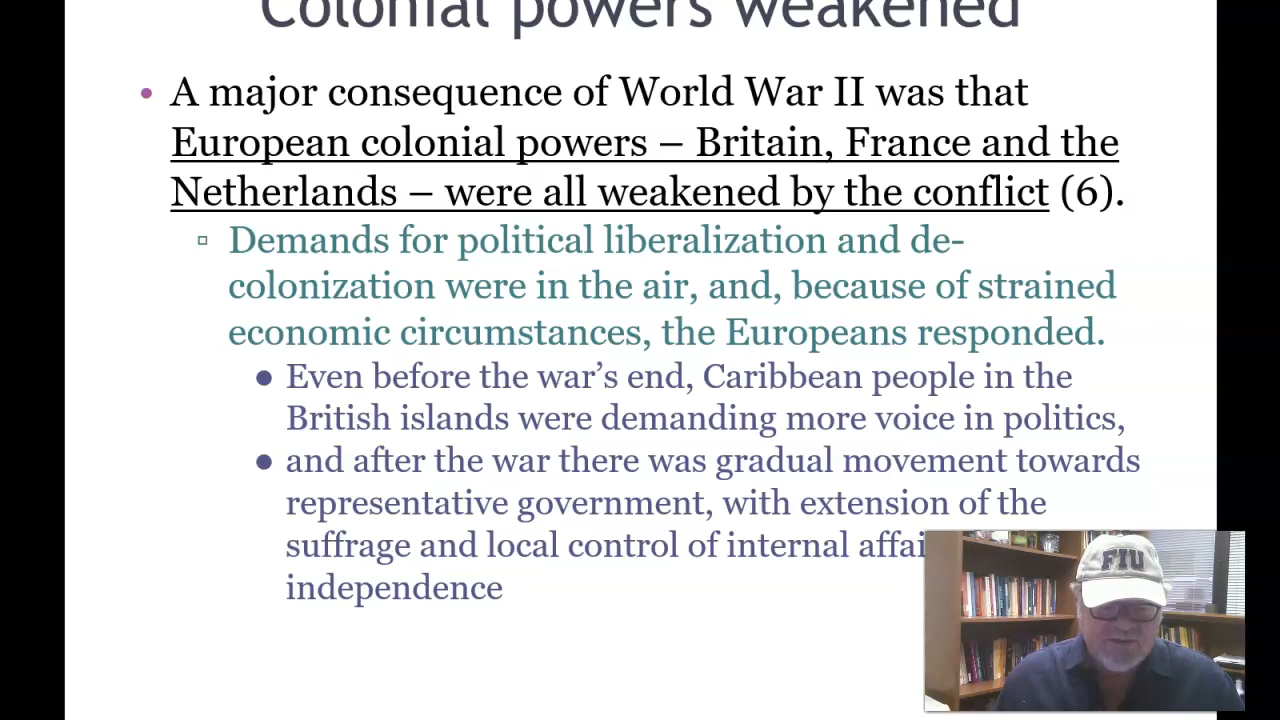 Colonial powers weakened
• A major consequence of World War II was that
European colonial powers – Britain, France and the
Netherlands – were all weakened by the conflict (6).
▫ Demands for political liberalization and de-
colonization were in the air, and, because of strained
economic circumstances, the Europeans responded.
● Even before the war’s end, Caribbean people in the
British islands were demanding more voice in politics,
● and after the war there was gradual movement towards
representative government, with extension of the
suffrage and local control of internal affai
independence
FIU